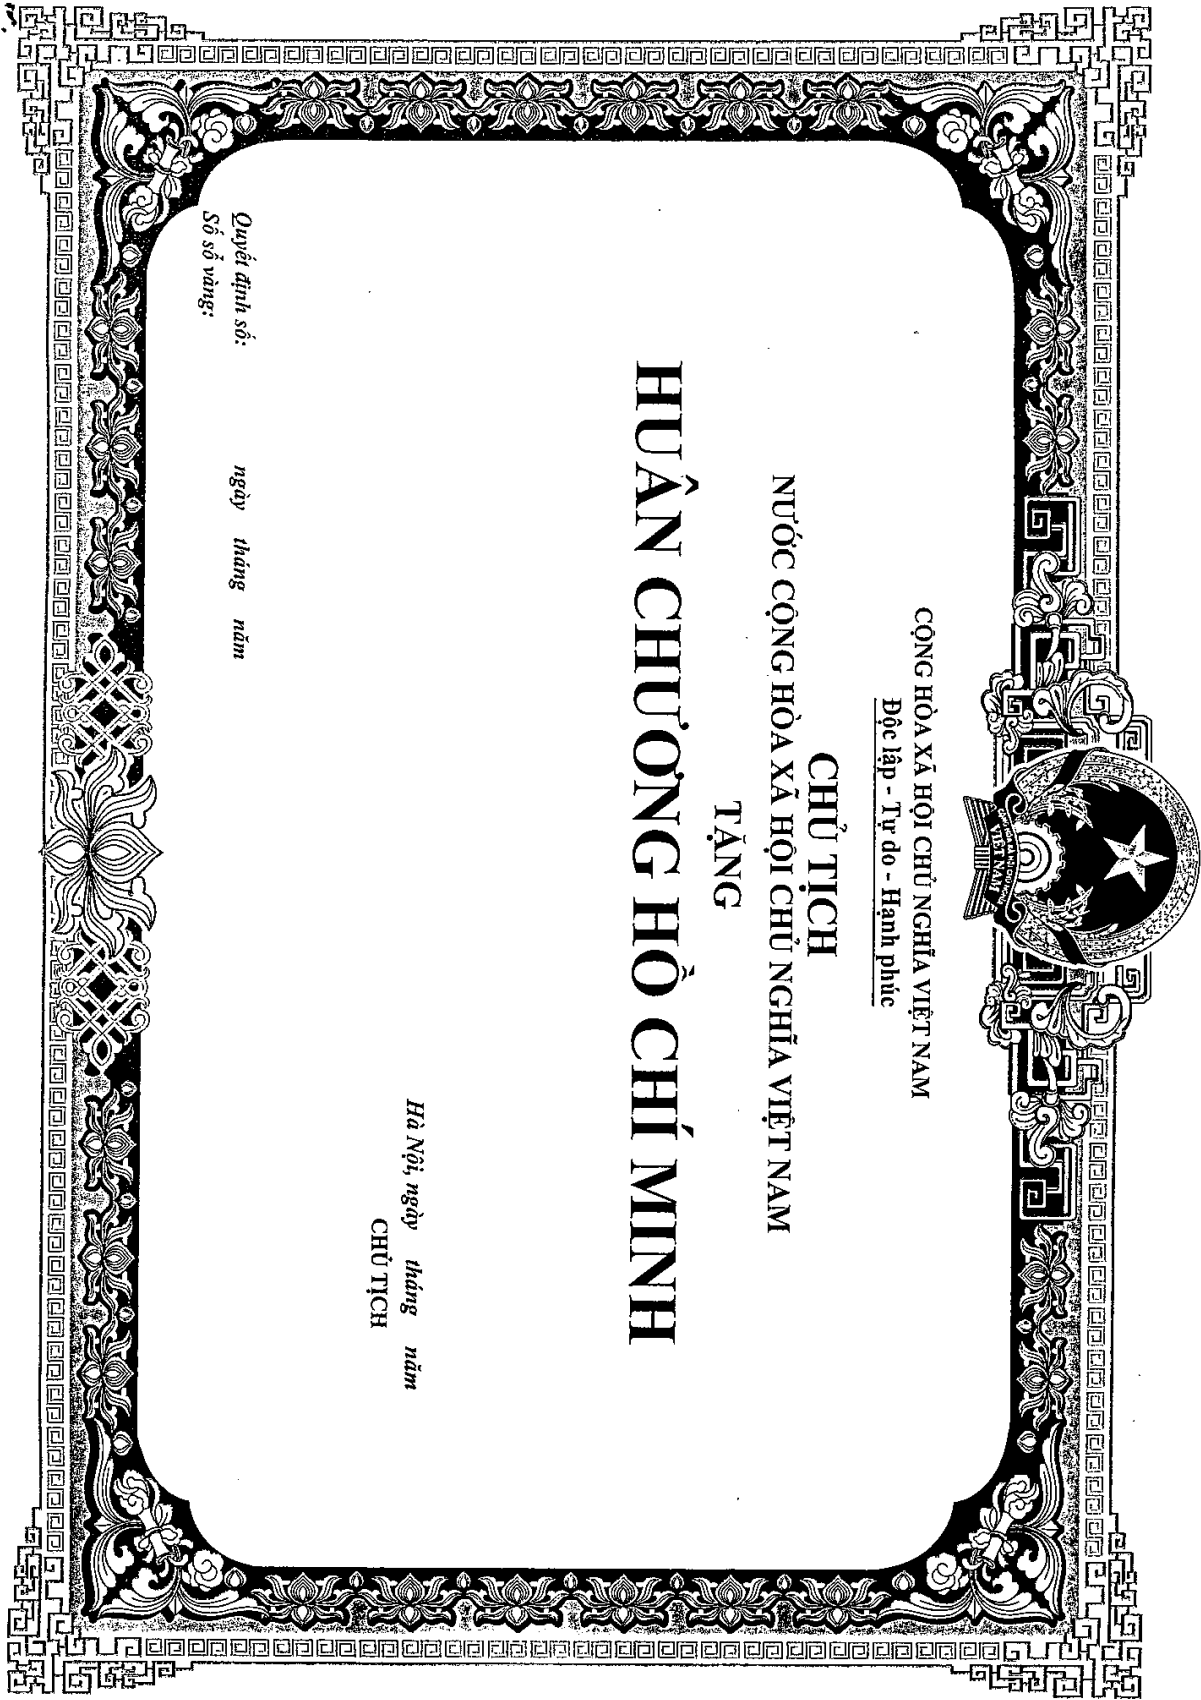 VIỆT NAM
CỘNG HÒA XÃ HỘI CHỦ NGHĨA VIỆT NAM
Độc lập - Tự do - Hạnh phúc
CHỦ TỊCH
NƯỚC CỘNG HÒA XÃ HỘI CHỦ NGHĨA VIỆT NAM
TẶNG
HUÂN CHƯƠNG HỒ CHÍ MINH
Hà Nội, ngày tháng năm
CHỦ TỊCH
Quyết định số: ngày tháng năm
Số sổ vàng: